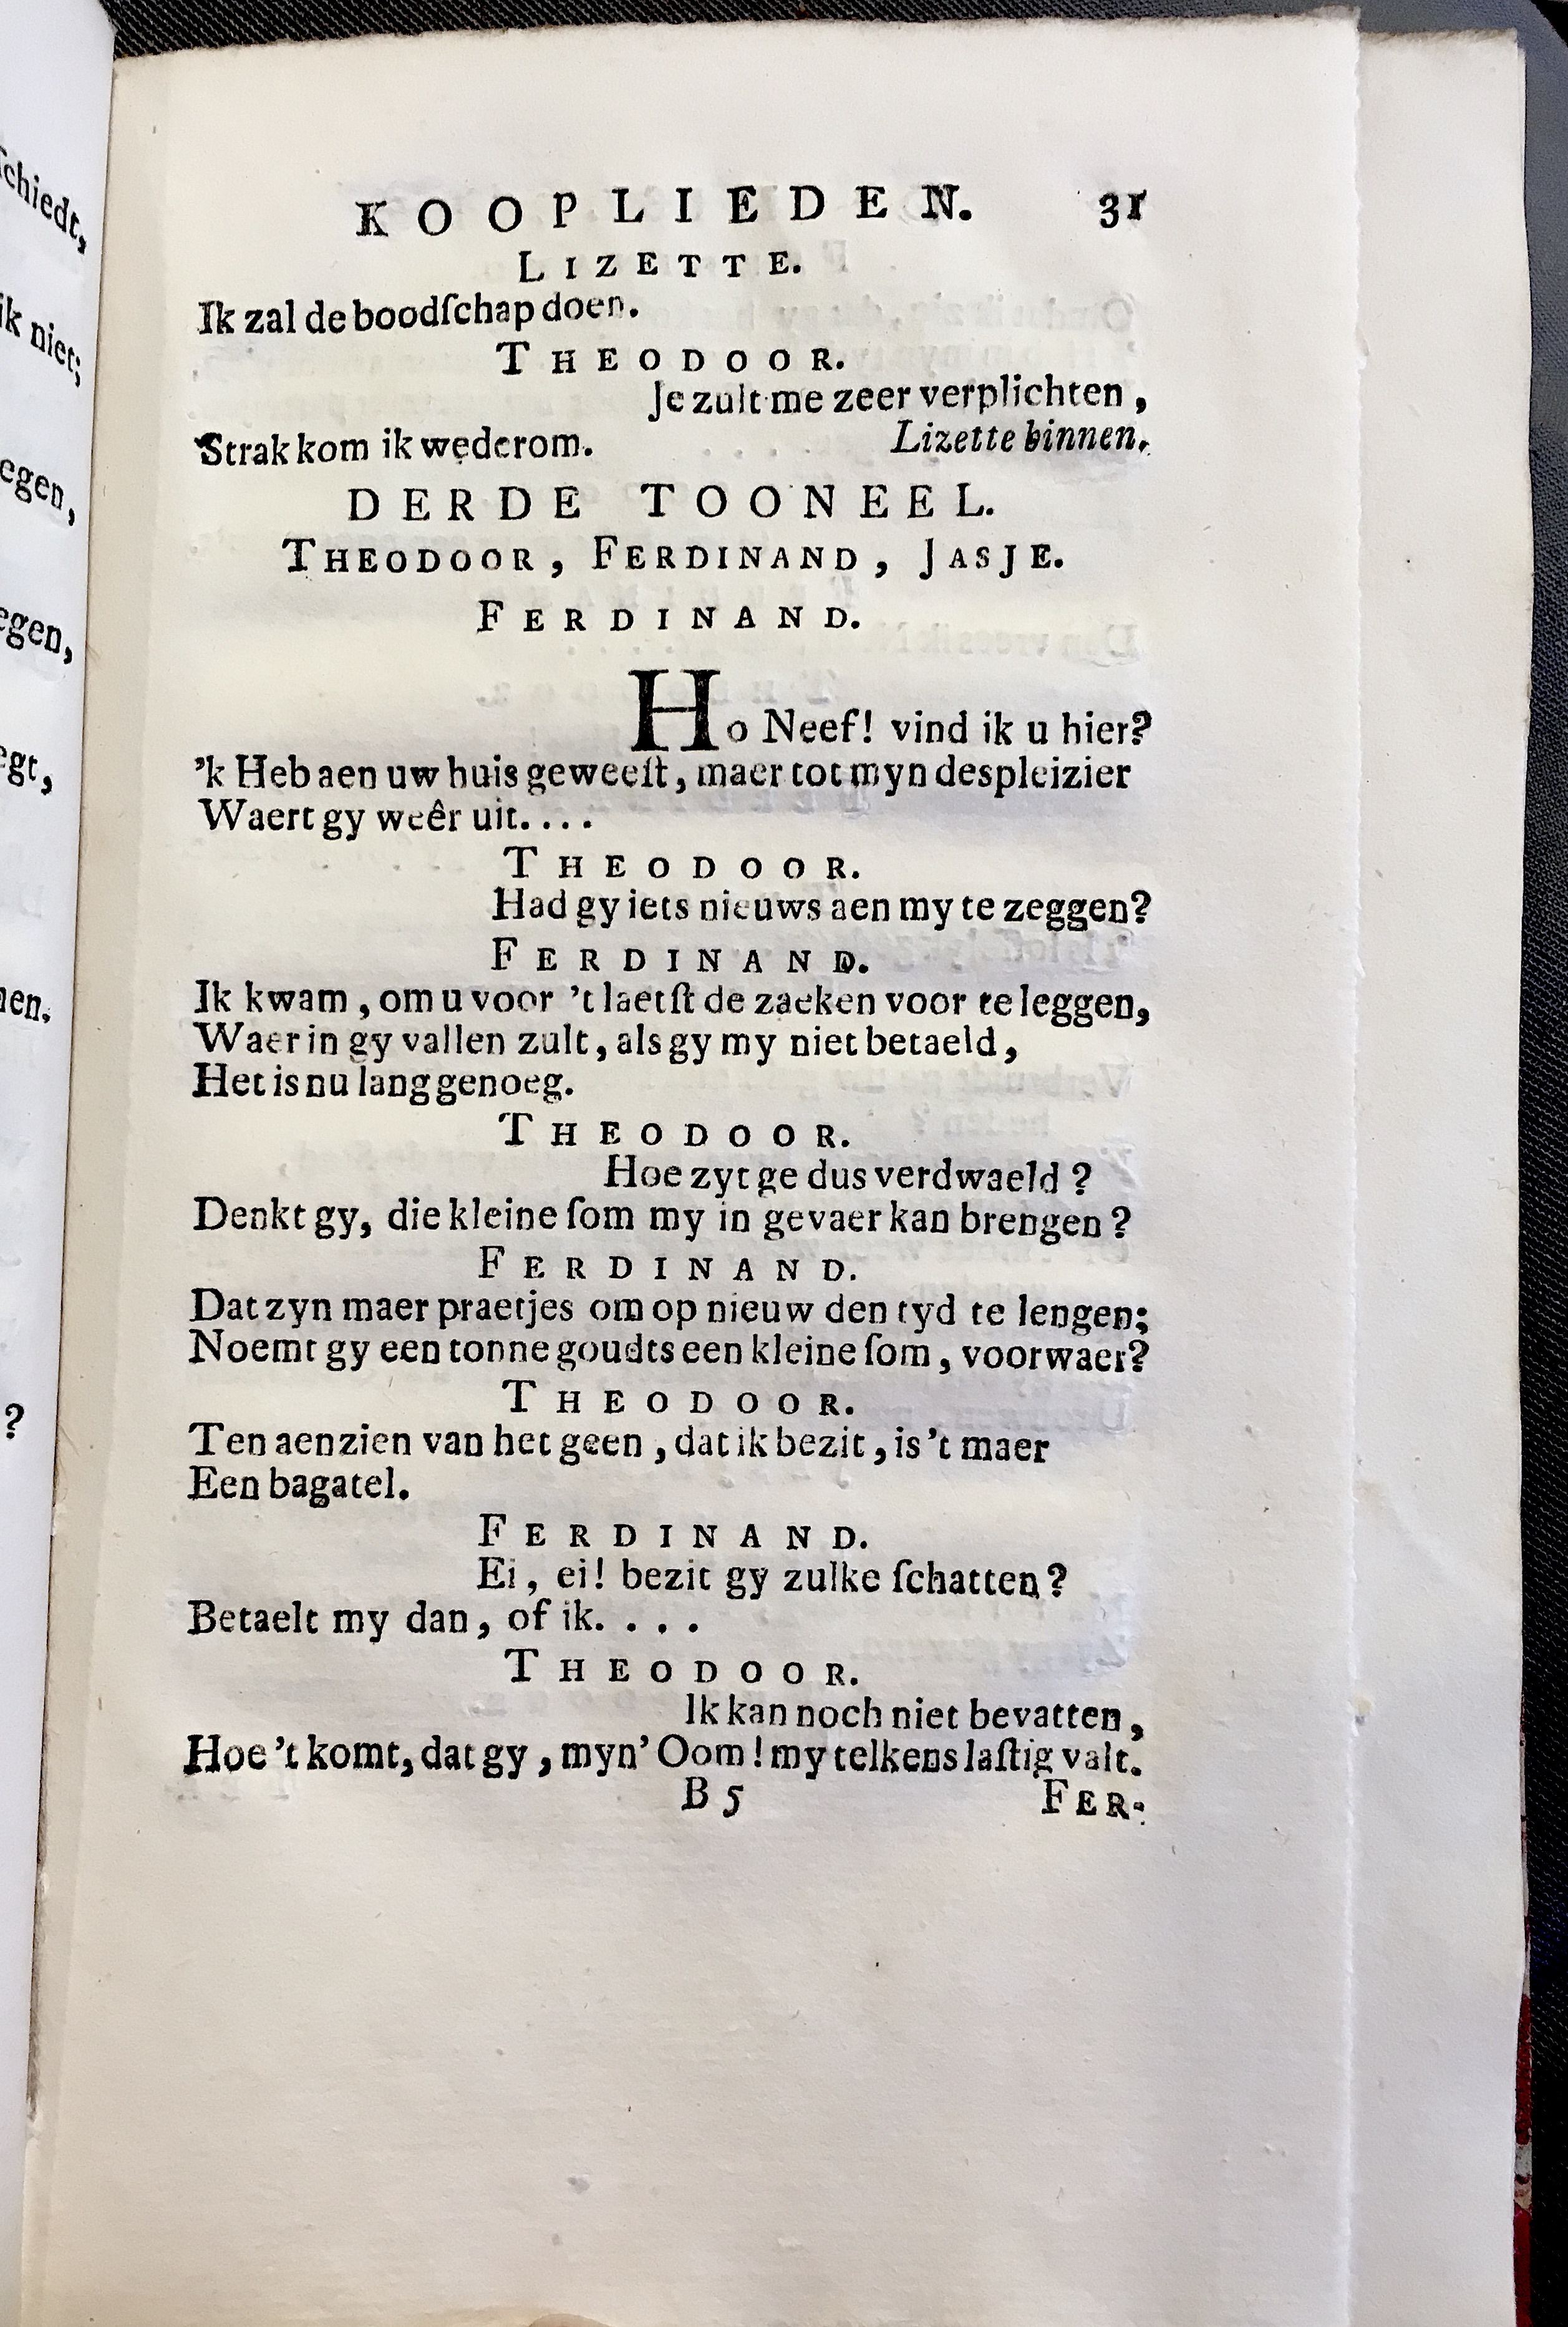 KOOPLIEDEN. 31
LIZETTE.
Ik zal de boodſchap doen.
THEODOOR.
Je zult me zeer verplichten,
Strak kom ik wederom. Lizette binnen.
DERDE TOONEEL.
THEODOOR, FERDINAND, JASJE.
FERDINAND.
Ho Neef! vind ik u hier?
'k Heb aen uw huis geweeſt, maer tot myn despleizier
Waert gy weêr uit....
THEODOOR.
Had gy iets nieuws aen my te zeggen?
FERDINAND.
Ik kwam, om u voor 't laetſt de zaeken voor te leggen,
Waer in gy vallen zult, als gy my niet betaeld,
Het is nu lang genoeg.
THEODOOR.
Hoe zyt ge dus verdwaeld?
Denkt gy, die kleine ſom my in gevaer kan brengen?
FERDINAND.
Dat zyn maer praetjes om op nieuw den tyd te lengen;
Noemt gy een tonne goudts een kleine ſom, voorwaer?
THEODOOR.
Ten aenzien van het geen, dat ik bezit, is 't maer
Een bagatel.
FERDINAND.
Ei, ei! bezit gy zulke ſchatten?
Betaelt my dan, of ik....
THEODOOR.
Ik kan noch niet bevatten,
Hoe 't komt, dat gy, myn' Oom! my telkens laſtig valt.
B 5 FER-